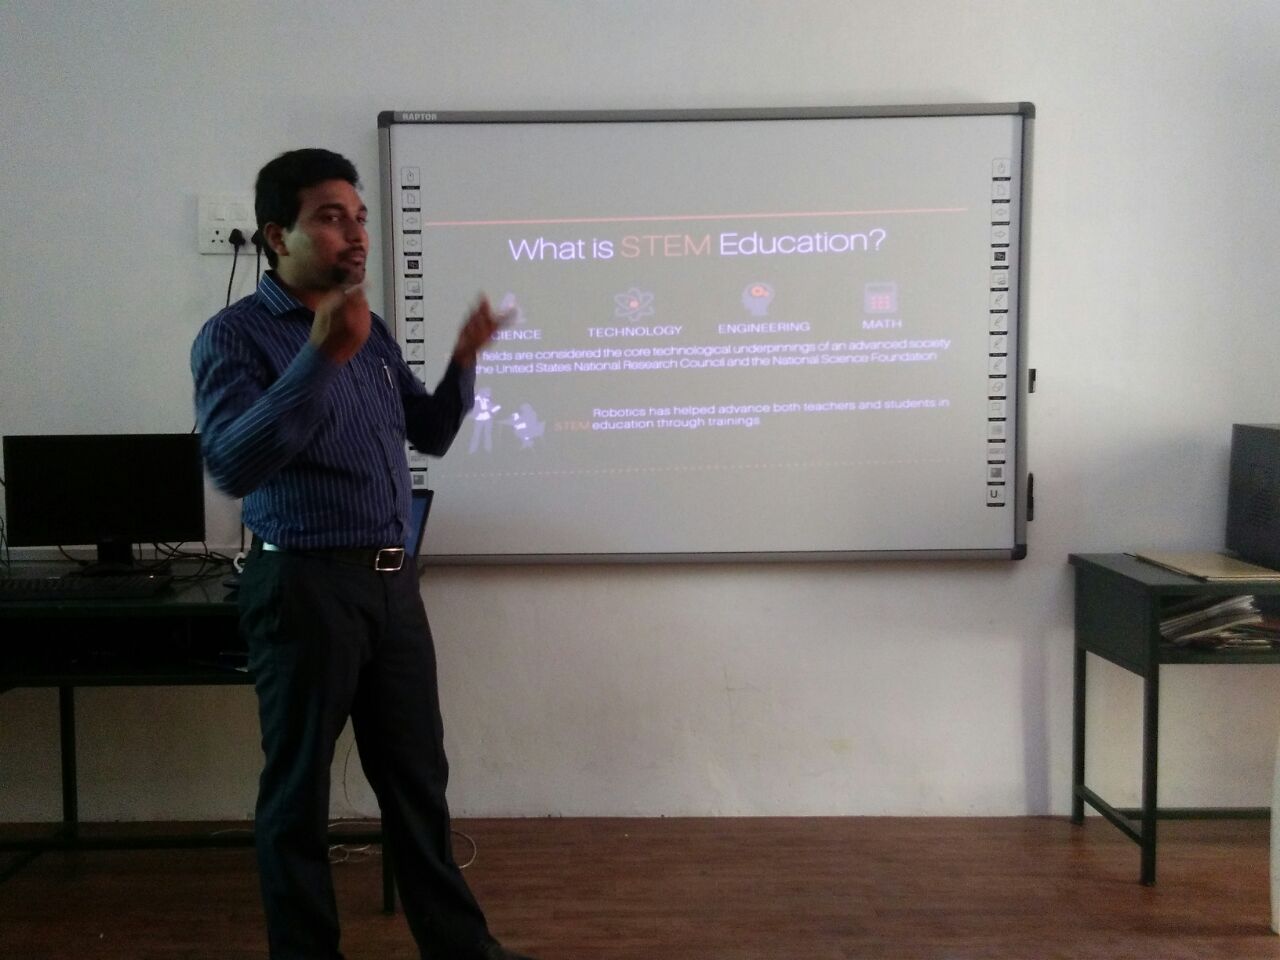 RAPTOR
What is STEM Education?
CIENCE TECHNOLOGY ENGINEERING MATH
fields are considered the core technological underpinnings of an advanced society
the United States National Research Council and the National Science Foundation
Robotics has helped advance both teachers and students in
STEM education through trainings
U